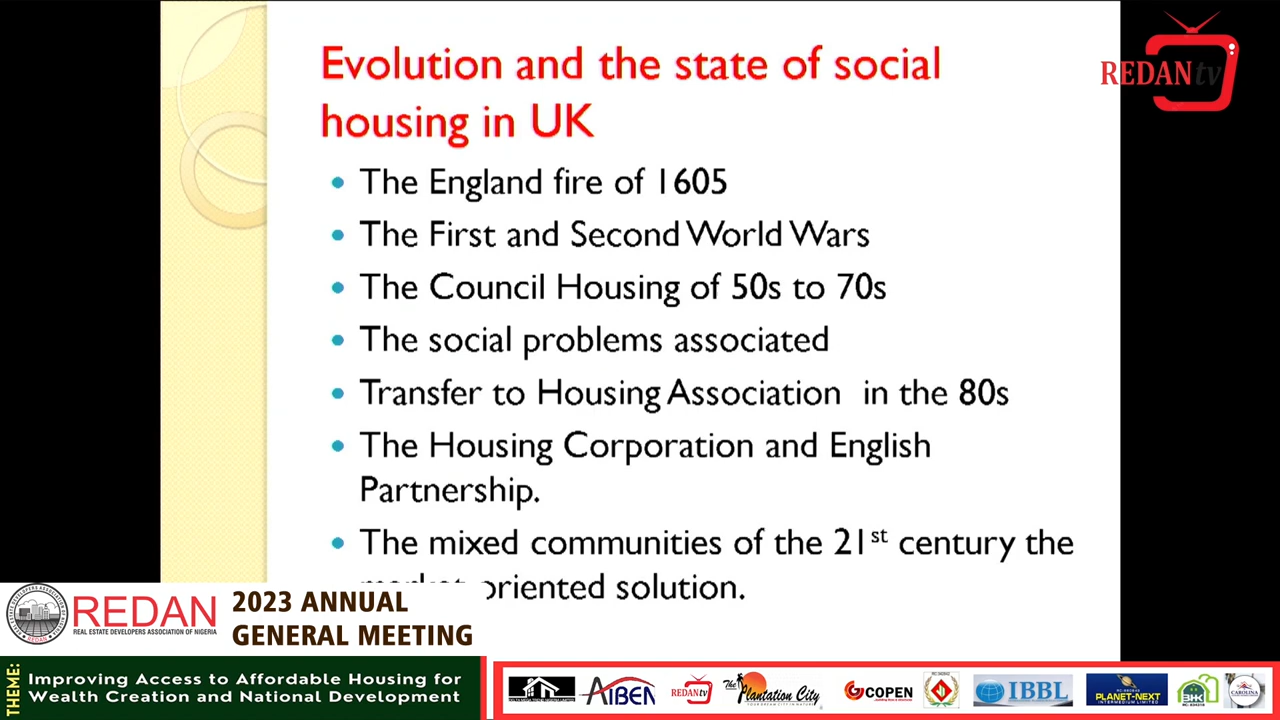 Evolution and the state of social
housing in UK
REDANtv
• The England fire of 1605
• The First and Second World Wars
• The Council Housing of 50s to 70s
• The social problems associated
• Transfer to Housing Association in the 80s
• The Housing Corporation and English
Partnership.
• The mixed communities of the 21st century the
oriented solution.
REDAN
REAL ESTATE DEVELOPERS ASSOCIATION OF NIGERIA
2023 ANNUAL
GENERAL MEETING
THEME:
Improving Access to Affordable Housing for
Wealth Creation and National Development
AIBEN
REDANtv
The Plantation City
COPEN
IBBL
PLANET-NEXT
INTERMEDIUM LIMITED
BHK
CAROLINA